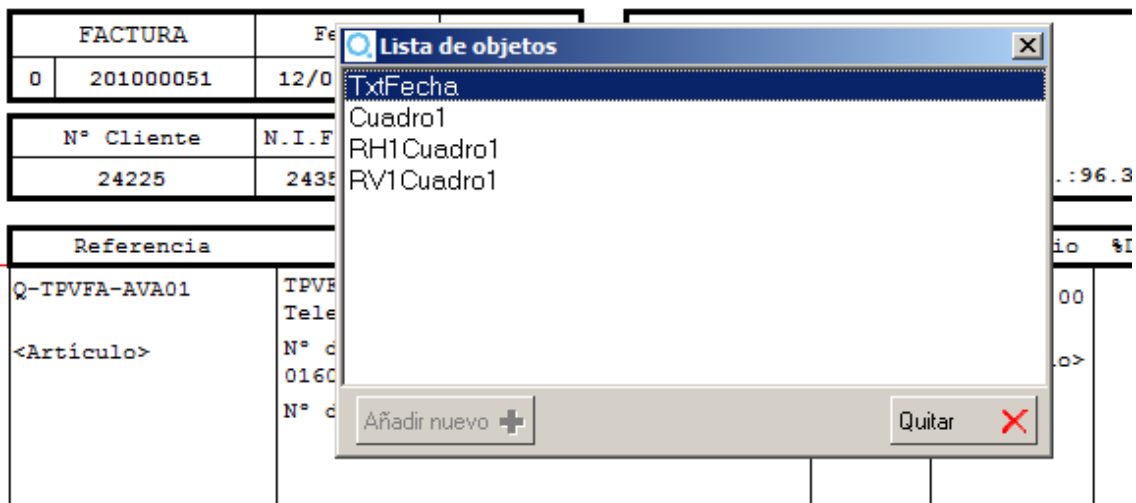 FACTURA Fe
0 201000051 12/0
Nº Cliente N.I.F
24225 2435
.:96.3
Lista de objetos
TxtFecha
Cuadro1
RH1Cuadro1
RV1Cuadro1
Añadir nuevo Quitar
Referencia io %D
Q-TPVFA-AVA01 TPVF 00
Tele
<Artículo> Nº d o>
0160
Nº d